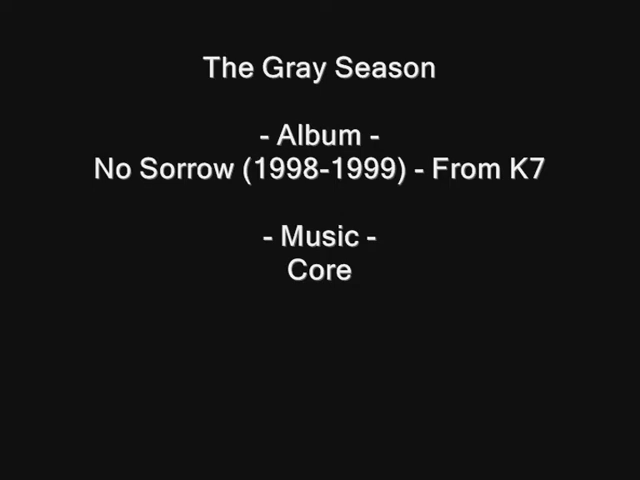 The Gray Season
- Album -
No Sorrow (1998-1999) - From K7
- Music -
Core